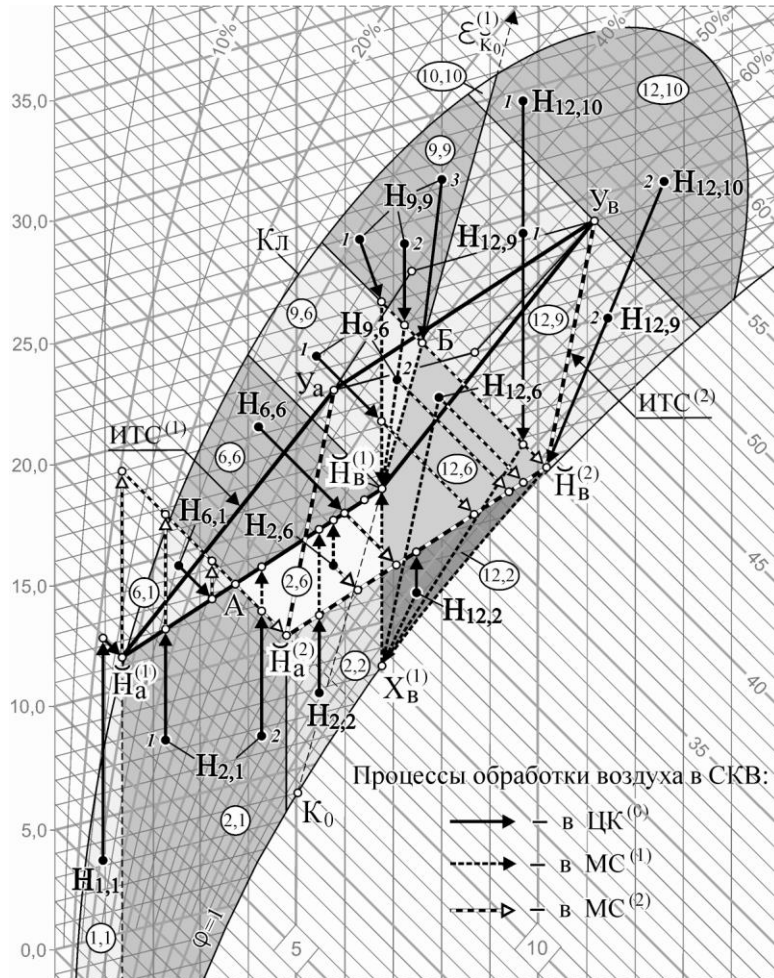 10%
20%
ε̆K₀⁽¹⁾
40%
50%
60%
10,10
12,10
35,0
1 H12,10
9,9
3
2 H12,10
H9,9
1
2
Ув
60
30,0
Кл
H12,9
1
9,6
H9,6
12,9
2 H12,9
55
25,0
1
Б
Уа
2
H12,6
ИТС⁽²⁾
H6,6
ИТС⁽¹⁾
6,6
50
20,0
H̆в⁽¹⁾
12,6
H̆в⁽²⁾
H6,1
H2,6
45
15,0
6,1
А
2,6
12,2
H12,2
H̆а⁽¹⁾
H̆а⁽²⁾
2,2
Xв⁽¹⁾
40
10,0
1
H2,1
2
H2,2
35
Процессы обработки воздуха в СКВ:
2,1
K₀
5,0
– в ЦК⁽⁰⁾
H1,1
– в МС⁽¹⁾
1,1
φ=1
– в МС⁽²⁾
0,0
5
10